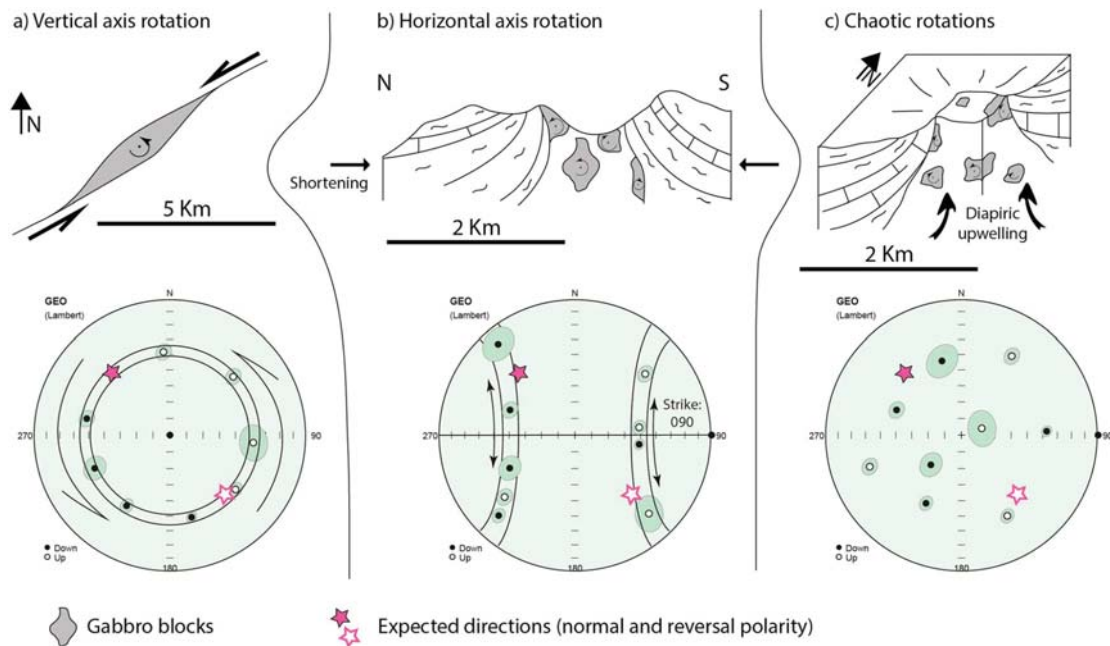 a) Vertical axis rotation
b) Horizontal axis rotation
c) Chaotic rotations
N
5 Km
N
S
Shortening
2 Km
N
Diapiric
upwelling
2 Km
GEO
(Lambert)
N
270
90
180
Down
Up
GEO
(Lambert)
N
270
90
Strike:
090
180
Down
Up
GEO
(Lambert)
N
270
90
180
Down
Up
Gabbro blocks
Expected directions (normal and reversal polarity)